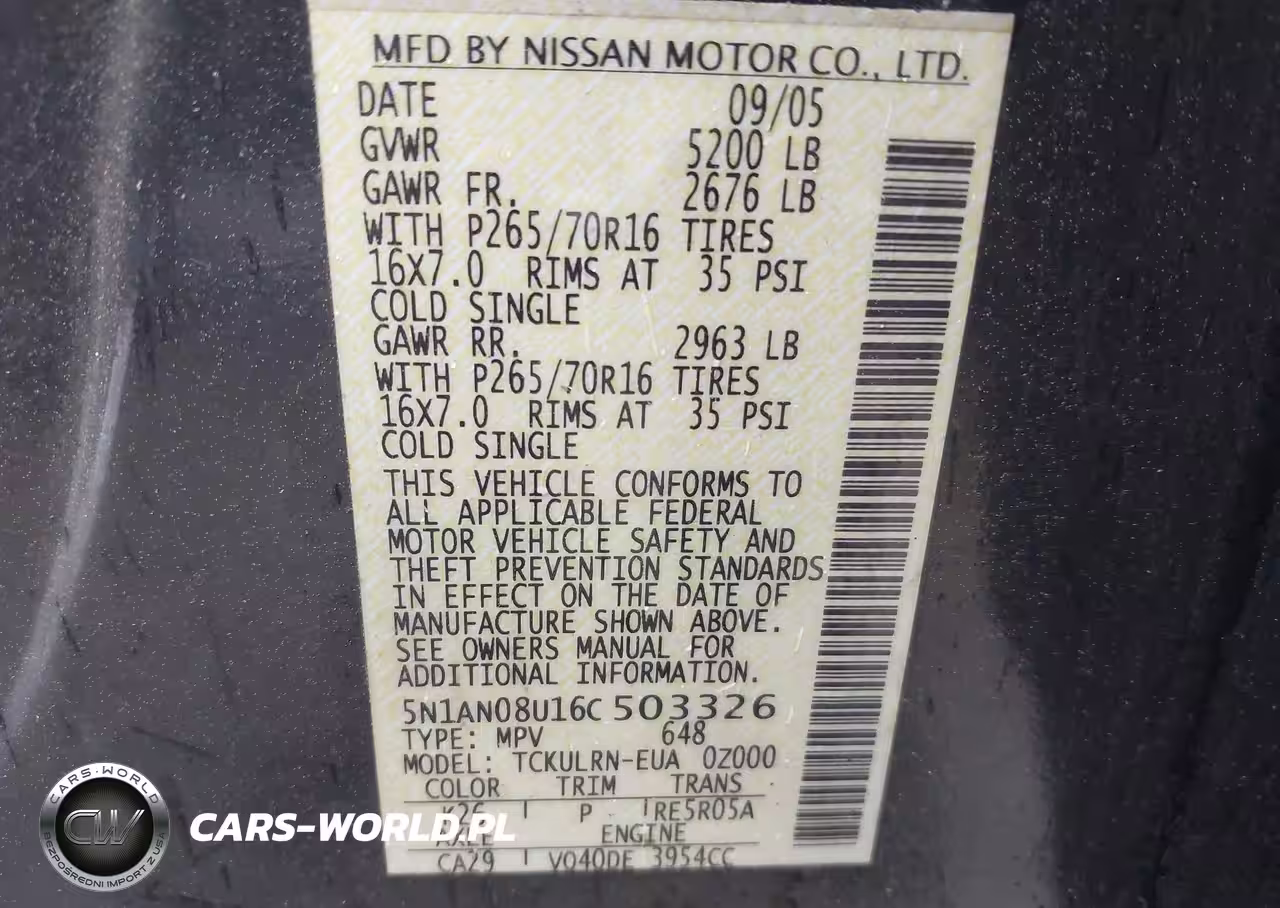 MFD BY NISSAN MOTOR CO., LTD.
DATE 09/05
GVWR 5200 LB
GAWR FR. 2676 LB
WITH P265/70R16 TIRES
16X7.0 RIMS AT 35 PSI
COLD SINGLE
GAWR RR. 2963 LB
WITH P265/70R16 TIRES
16X7.0 RIMS AT 35 PSI
COLD SINGLE
THIS VEHICLE CONFORMS TO
ALL APPLICABLE FEDERAL
MOTOR VEHICLE SAFETY AND
THEFT PREVENTION STANDARDS
IN EFFECT ON THE DATE OF
MANUFACTURE SHOWN ABOVE.
SEE OWNERS MANUAL FOR
ADDITIONAL INFORMATION.
5N1AN08U16C503326
TYPE: MPV 648
MODEL: TCKULRN-EUA 0Z000
COLOR TRIM TRANS
K26 P RE5R05A
AXLE ENGINE
CA29 VQ40DE 3954CC
CARS-WORLD
CW
BEZPOŚREDNI IMPORT Z USA
CARS-WORLD.PL